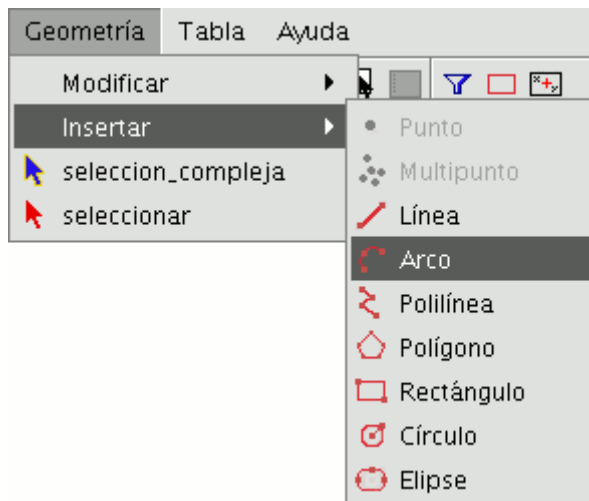 Geometría Tabla Ayuda
Modificar
Insertar
seleccion_compleja
seleccionar
Punto
Multipunto
Línea
Arco
Polilínea
Polígono
Rectángulo
Círculo
Elipse